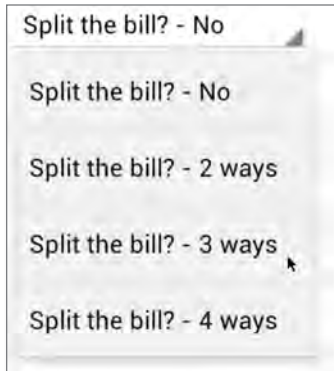 Split the bill? - No
Split the bill? - No
Split the bill? - 2 ways
Split the bill? - 3 ways
Split the bill? - 4 ways